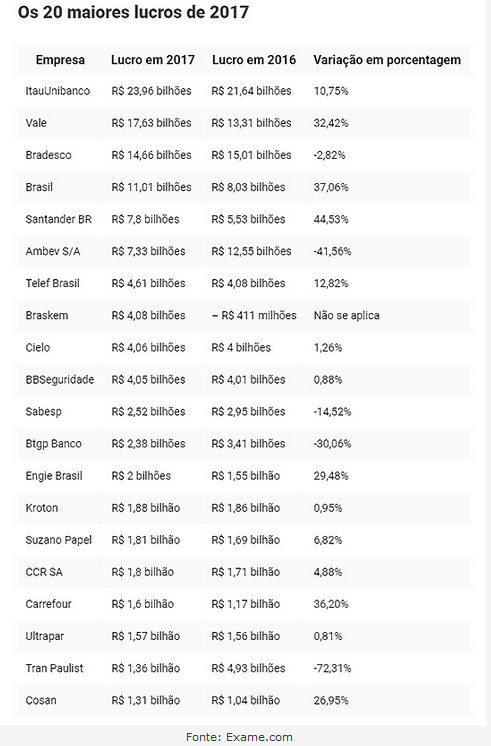 Os 20 maiores lucros de 2017
Empresa Lucro em 2017 Lucro em 2016 Variação em porcentagem
ItauUnibanco R$ 23,96 bilhões R$ 21,64 bilhões 10,75%
Vale R$ 17,63 bilhões R$ 13,31 bilhões 32,42%
Bradesco R$ 14,66 bilhões R$ 15,01 bilhões -2,82%
Brasil R$ 11,01 bilhões R$ 8,03 bilhões 37,06%
Santander BR R$ 7,8 bilhões R$ 5,53 bilhões 44,53%
Ambev S/A R$ 7,33 bilhões R$ 12,55 bilhões -41,56%
Telef Brasil R$ 4,61 bilhões R$ 4,08 bilhões 12,82%
Braskem R$ 4,08 bilhões – R$ 411 milhões Não se aplica
Cielo R$ 4,06 bilhões R$ 4 bilhões 1,26%
BBSeguridade R$ 4,05 bilhões R$ 4,01 bilhões 0,88%
Sabesp R$ 2,52 bilhões R$ 2,95 bilhões -14,52%
Btgp Banco R$ 2,38 bilhões R$ 3,41 bilhões -30,06%
Engie Brasil R$ 2 bilhões R$ 1,55 bilhão 29,48%
Kroton R$ 1,88 bilhão R$ 1,86 bilhão 0,95%
Suzano Papel R$ 1,81 bilhão R$ 1,69 bilhão 6,82%
CCR SA R$ 1,8 bilhão R$ 1,71 bilhão 4,88%
Carrefour R$ 1,6 bilhão R$ 1,17 bilhão 36,20%
Ultrapar R$ 1,57 bilhão R$ 1,56 bilhão 0,81%
Tran Paulist R$ 1,36 bilhão R$ 4,93 bilhões -72,31%
Cosan R$ 1,31 bilhão R$ 1,04 bilhão 26,95%
Fonte: Exame.com